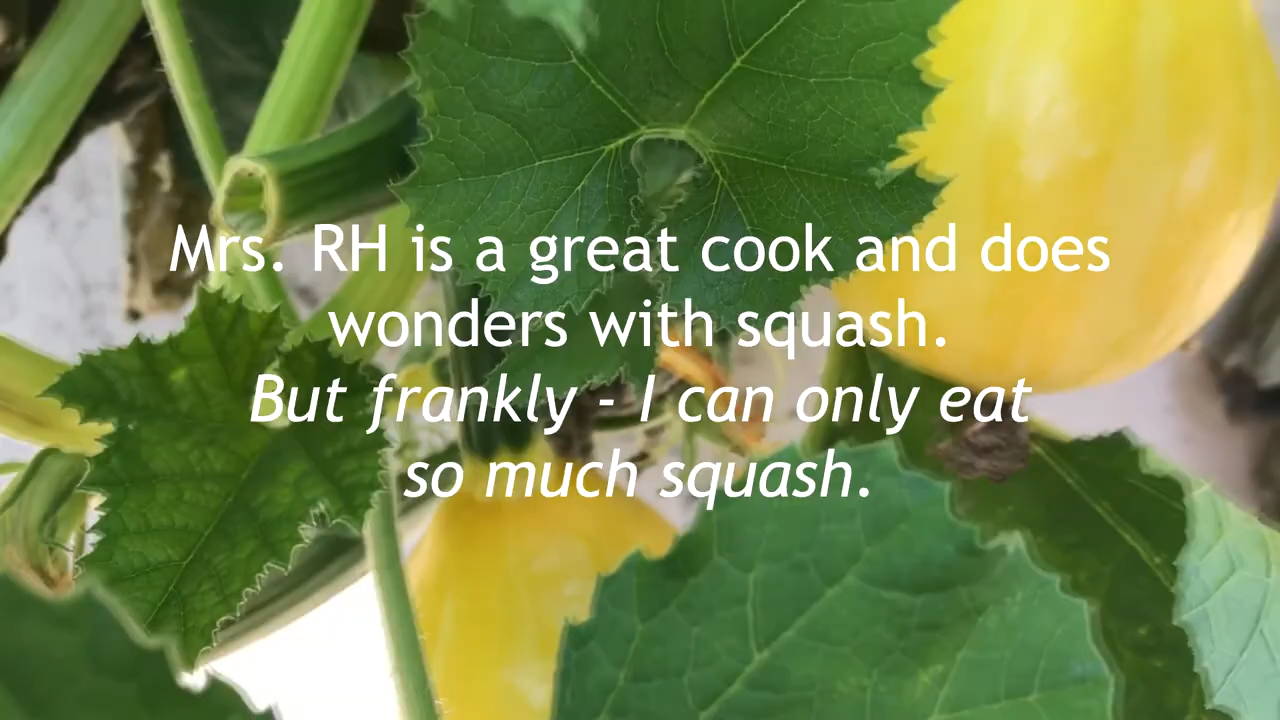 Mrs. RH is a great cook and does
wonders with squash.
But frankly - I can only eat
so much squash.